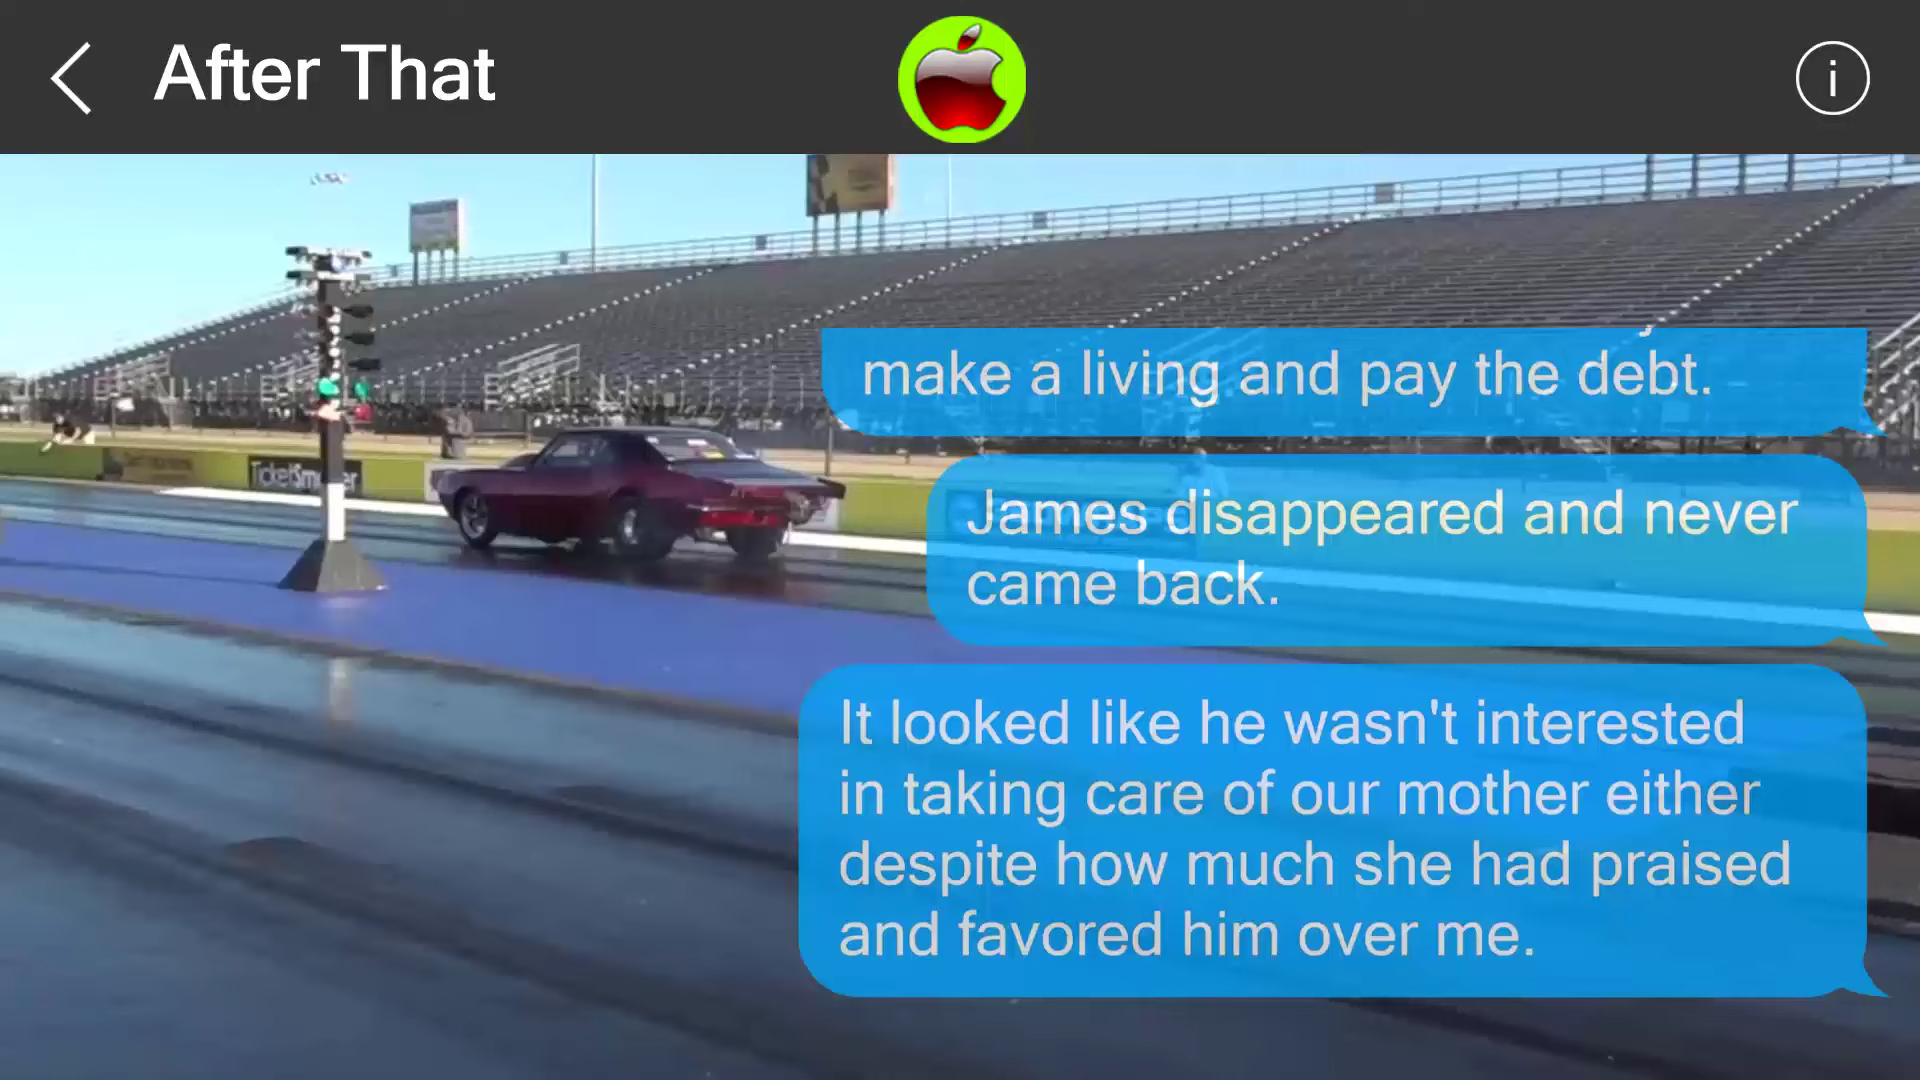 After That
make a living and pay the debt.
James disappeared and never
came back.
It looked like he wasn't interested
in taking care of our mother either
despite how much she had praised
and favored him over me.